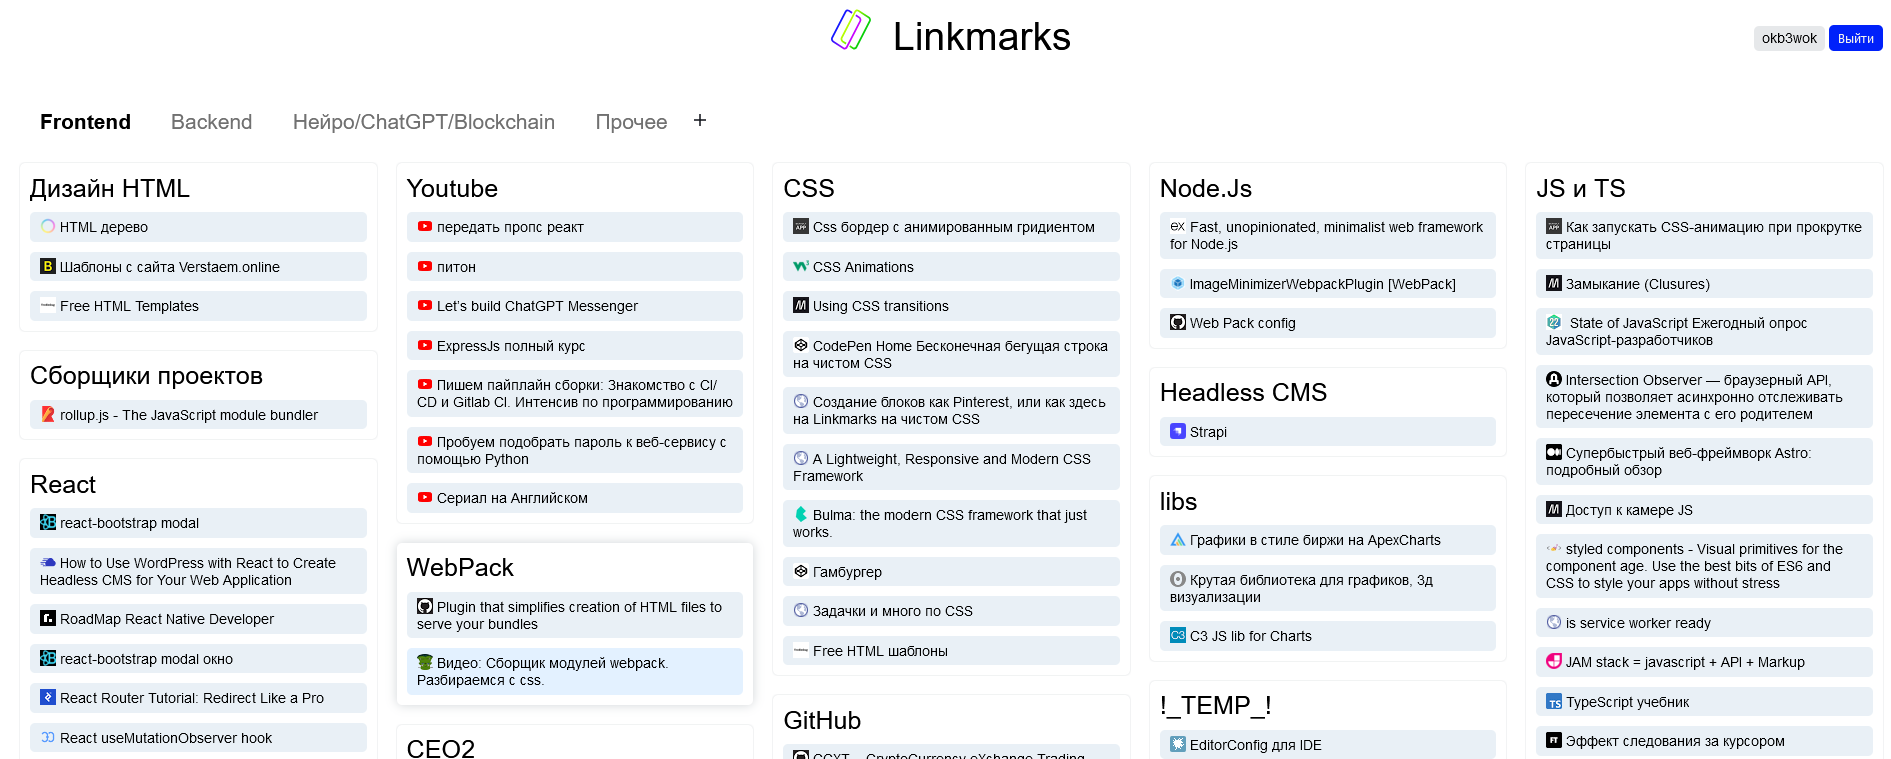 Linkmarks
okb3wok
Выйти
Frontend
Backend
Нейро/ChatGPT/Blockchain
Прочее
+
Дизайн HTML
HTML дерево
Шаблоны с сайта Verstaem.online
Free HTML Templates
Сборщики проектов
rollup.js - The JavaScript module bundler
React
react-bootstrap modal
How to Use WordPress with React to Create
Headless CMS for Your Web Application
RoadMap React Native Developer
react-bootstrap modal окно
React Router Tutorial: Redirect Like a Pro
React useMutationObserver hook
Youtube
передать пропс реакт
питон
Let's build ChatGPT Messenger
ExpressJs полный курс
Пишем пайплайн сборки: Знакомство с CI/
CD и Gitlab CI. Интенсив по программированию
Пробуем подобрать пароль к веб-сервису с
помощью Python
Сериал на Английском
WebPack
Plugin that simplifies creation of HTML files to
serve your bundles
Видео: Сборщик модулей webpack.
Разбираемся с css.
CEO2
CSS
Css бордер с анимированным гридиентом
CSS Animations
Using CSS transitions
CodePen Home Бесконечная бегущая строка
на чистом CSS
Создание блоков как Pinterest, или как здесь
на Linkmarks на чистом CSS
A Lightweight, Responsive and Modern CSS
Framework
Bulma: the modern CSS framework that just
works.
Гамбургер
Задачки и много по CSS
Free HTML шаблоны
GitHub
CCXT – CryptoCurrency eXchange Trading
Node.Js
ex Fast, unopinionated, minimalist web framework
for Node.js
ImageMinimizerWebpackPlugin [WebPack]
Web Pack config
Headless CMS
Strapi
libs
Графики в стиле биржи на ApexCharts
Крутая библиотека для графиков, 3д
визуализации
C3 C3 JS lib for Charts
!_TEMP_!
EditorConfig для IDE
JS и TS
Как запускать CSS-анимацию при прокрутке
страницы
Замыкание (Clusures)
22 State of JavaScript Ежегодный опрос
JavaScript-разработчиков
Intersection Observer — браузерный API,
который позволяет асинхронно отслеживать
пересечение элемента с его родителем
Супербыстрый веб-фреймворк Astro:
подробный обзор
Доступ к камере JS
styled components - Visual primitives for the
component age. Use the best bits of ES6 and
CSS to style your apps without stress
is service worker ready
JAM stack = javascript + API + Markup
TS TypeScript учебник
FT Эффект следования за курсором